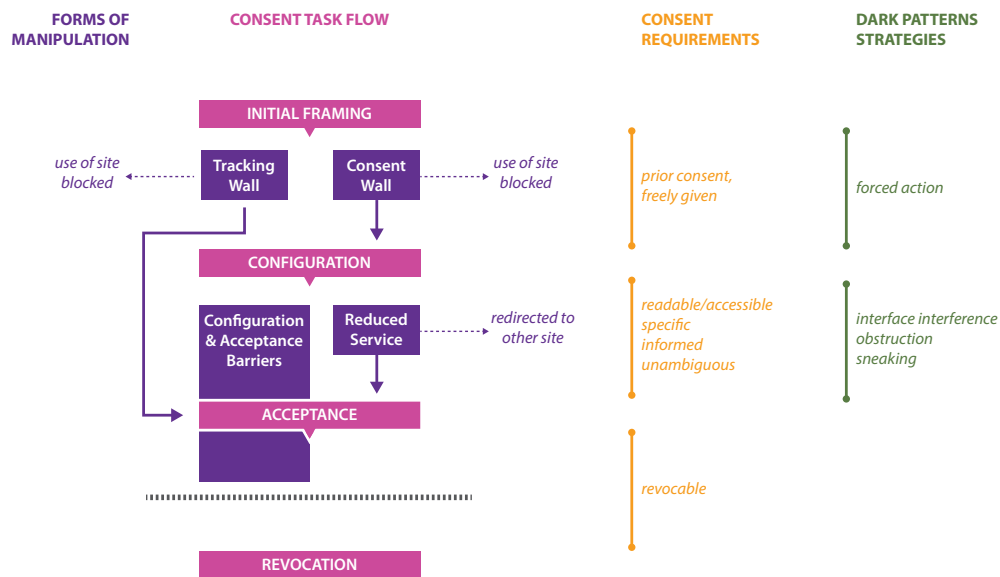 FORMS OF
MANIPULATION
CONSENT TASK FLOW
CONSENT
REQUIREMENTS
DARK PATTERNS
STRATEGIES
INITIAL FRAMING
use of site
blocked
Tracking
Wall
Consent
Wall
use of site
blocked
prior consent,
freely given
forced action
CONFIGURATION
Configuration
& Acceptance
Barriers
Reduced
Service
redirected to
other site
readable/accessible
specific
informed
unambiguous
interface interference
obstruction
sneaking
ACCEPTANCE
revocable
REVOCATION